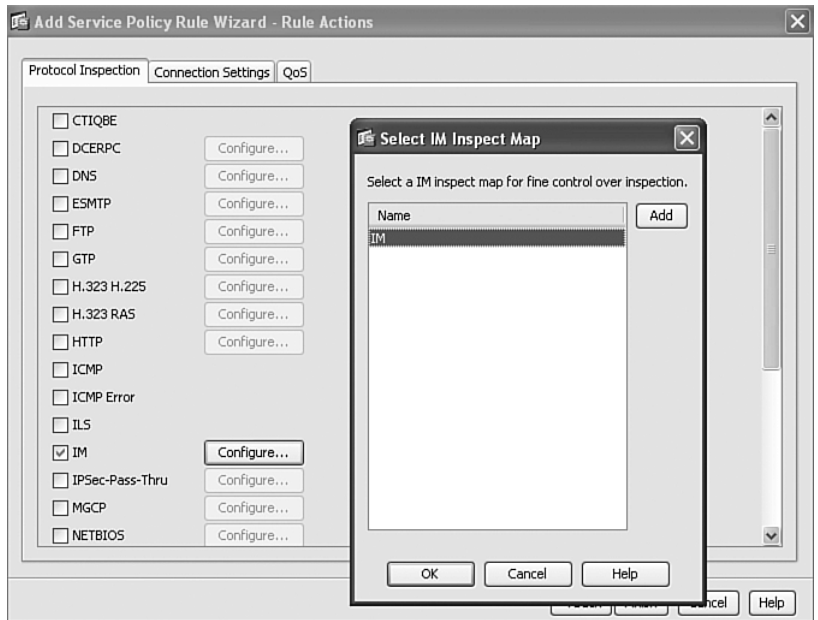 Add Service Policy Rule Wizard - Rule Actions
Protocol Inspection Connection Settings QoS
CTIQBE
DCERPC Configure...
DNS Configure...
ESMTP Configure...
FTP Configure...
GTP Configure...
H.323 H.225 Configure...
H.323 RAS Configure...
HTTP Configure...
ICMP
ICMP Error
ILS
IM Configure...
IPSec-Pass-Thru Configure...
MGCP Configure...
NETBIOS Configure...
Select IM Inspect Map
Select a IM inspect map for fine control over inspection.
Name
Add
IM
OK Cancel Help
Help